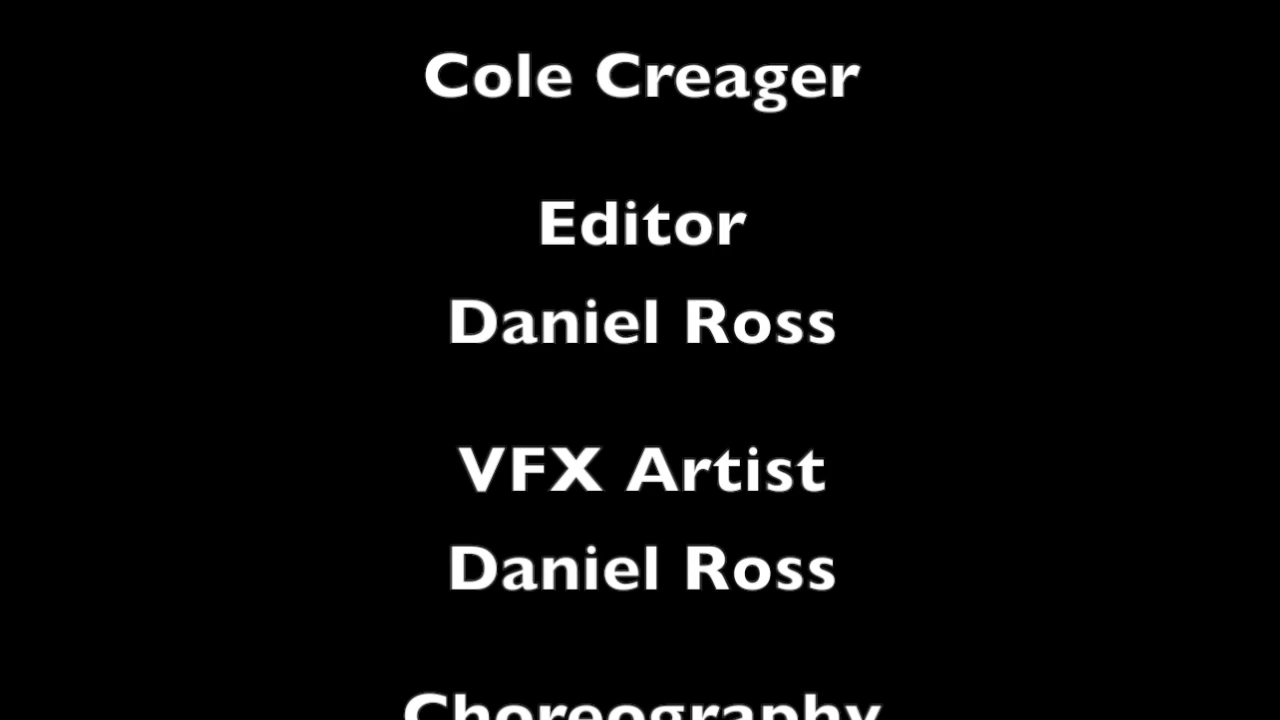 Cole Creager
Editor
Daniel Ross
VFX Artist
Daniel Ross
Choreography